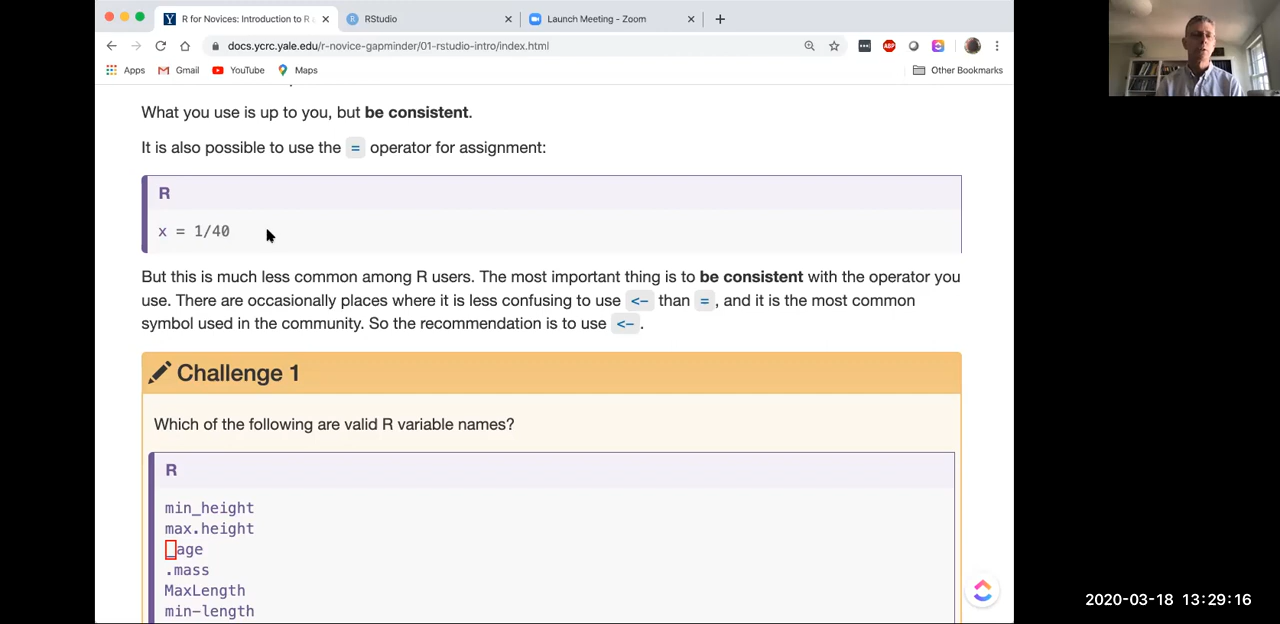 R for Novices: Introduction to R
RStudio
Launch Meeting - Zoom
docs.ycrc.yale.edu/r-novice-gapminder/01-rstudio-intro/index.html
ABP
Apps
Gmail
YouTube
Maps
Other Bookmarks
What you use is up to you, but be consistent.
It is also possible to use the = operator for assignment:
R
x = 1/40
But this is much less common among R users. The most important thing is to be consistent with the operator you
use. There are occasionally places where it is less confusing to use <- than =, and it is the most common
symbol used in the community. So the recommendation is to use <-.
Challenge 1
Which of the following are valid R variable names?
R
min_height
max.height
_age
.mass
MaxLength
min-length
2020-03-18 13:29:16